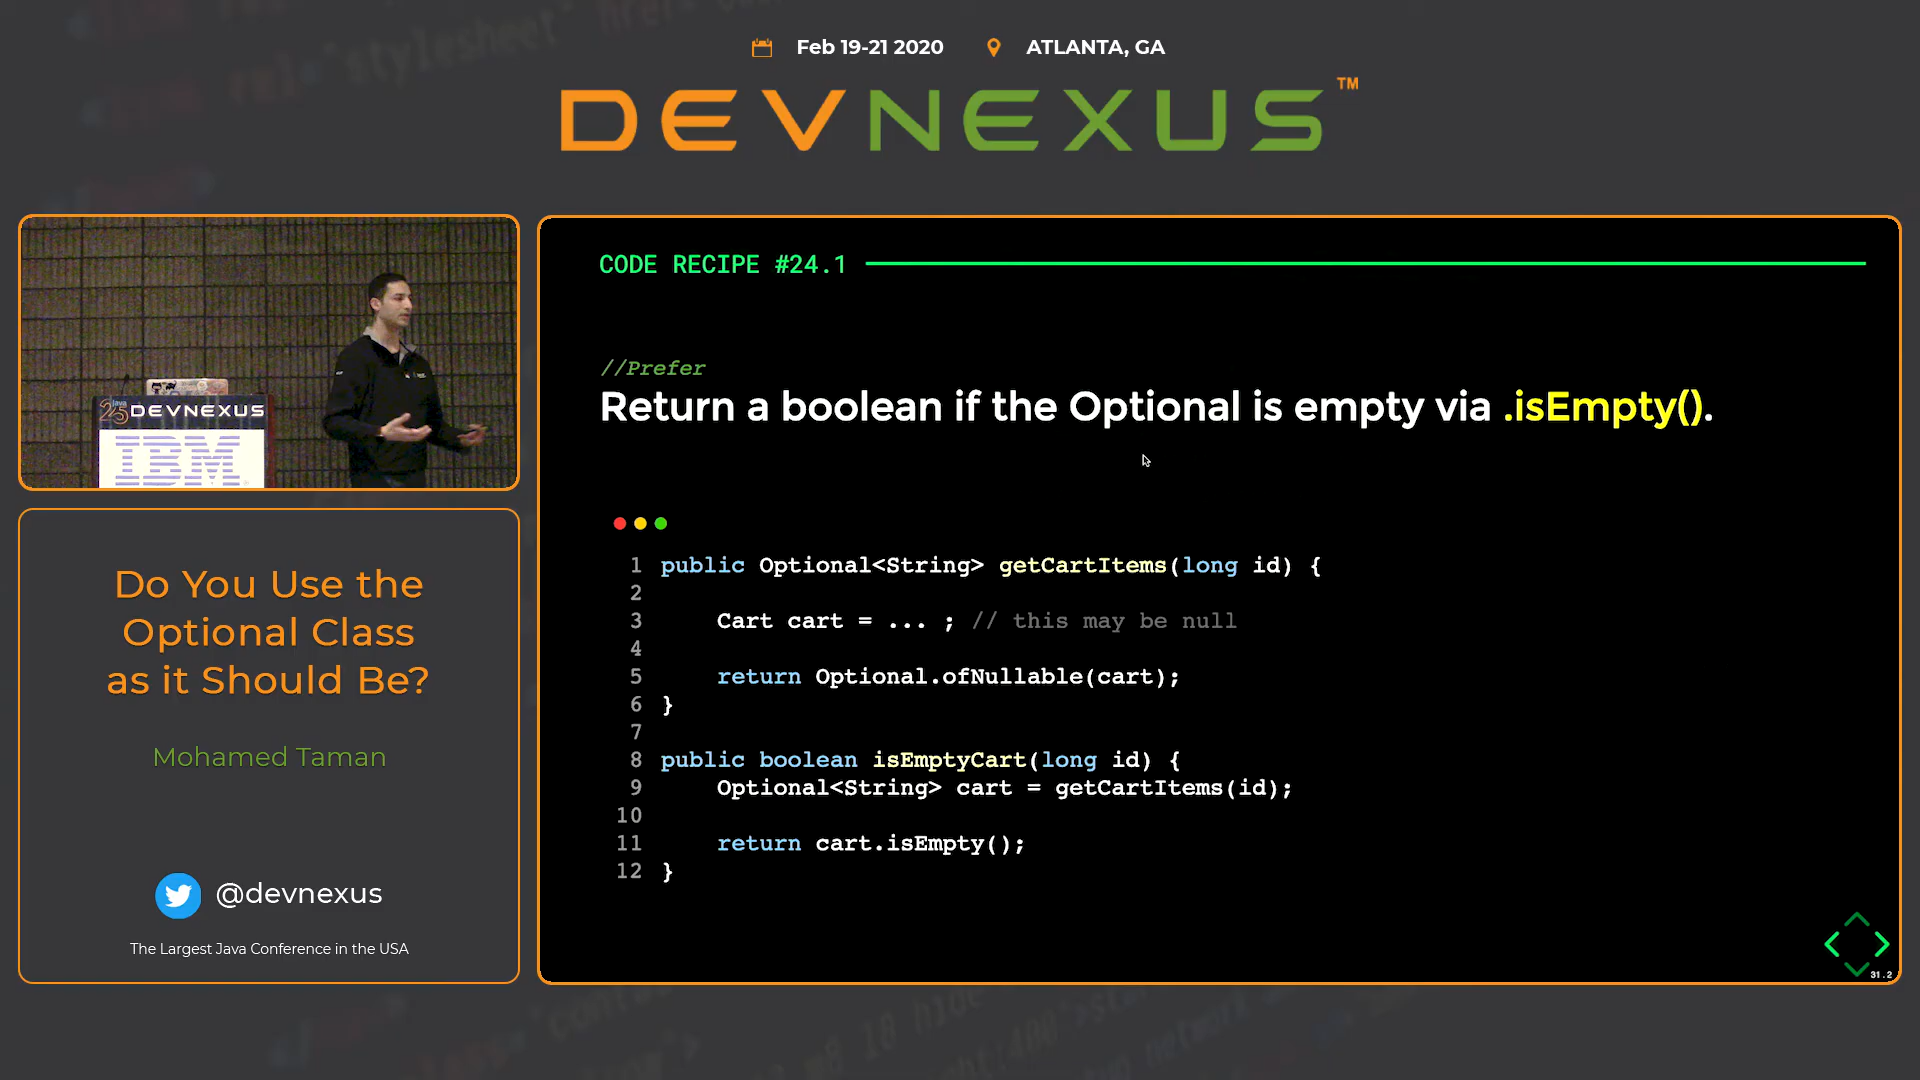 Feb 19-21 2020
ATLANTA, GA
DEVNEXUS™
25 DEVNEXUS
IBM
Do You Use the
Optional Class
as it Should Be?
Mohamed Taman
@devnexus
The Largest Java Conference in the USA
CODE RECIPE #24.1
//Prefer
Return a boolean if the Optional is empty via .isEmpty().
1 public Optional<String> getCartItems(long id) {
2
3 Cart cart = ... ; // this may be null
4
5 return Optional.ofNullable(cart);
6 }
7
8 public boolean isEmptyCart(long id) {
9 Optional<String> cart = getCartItems(id);
10
11 return cart.isEmpty();
12 }
31.2